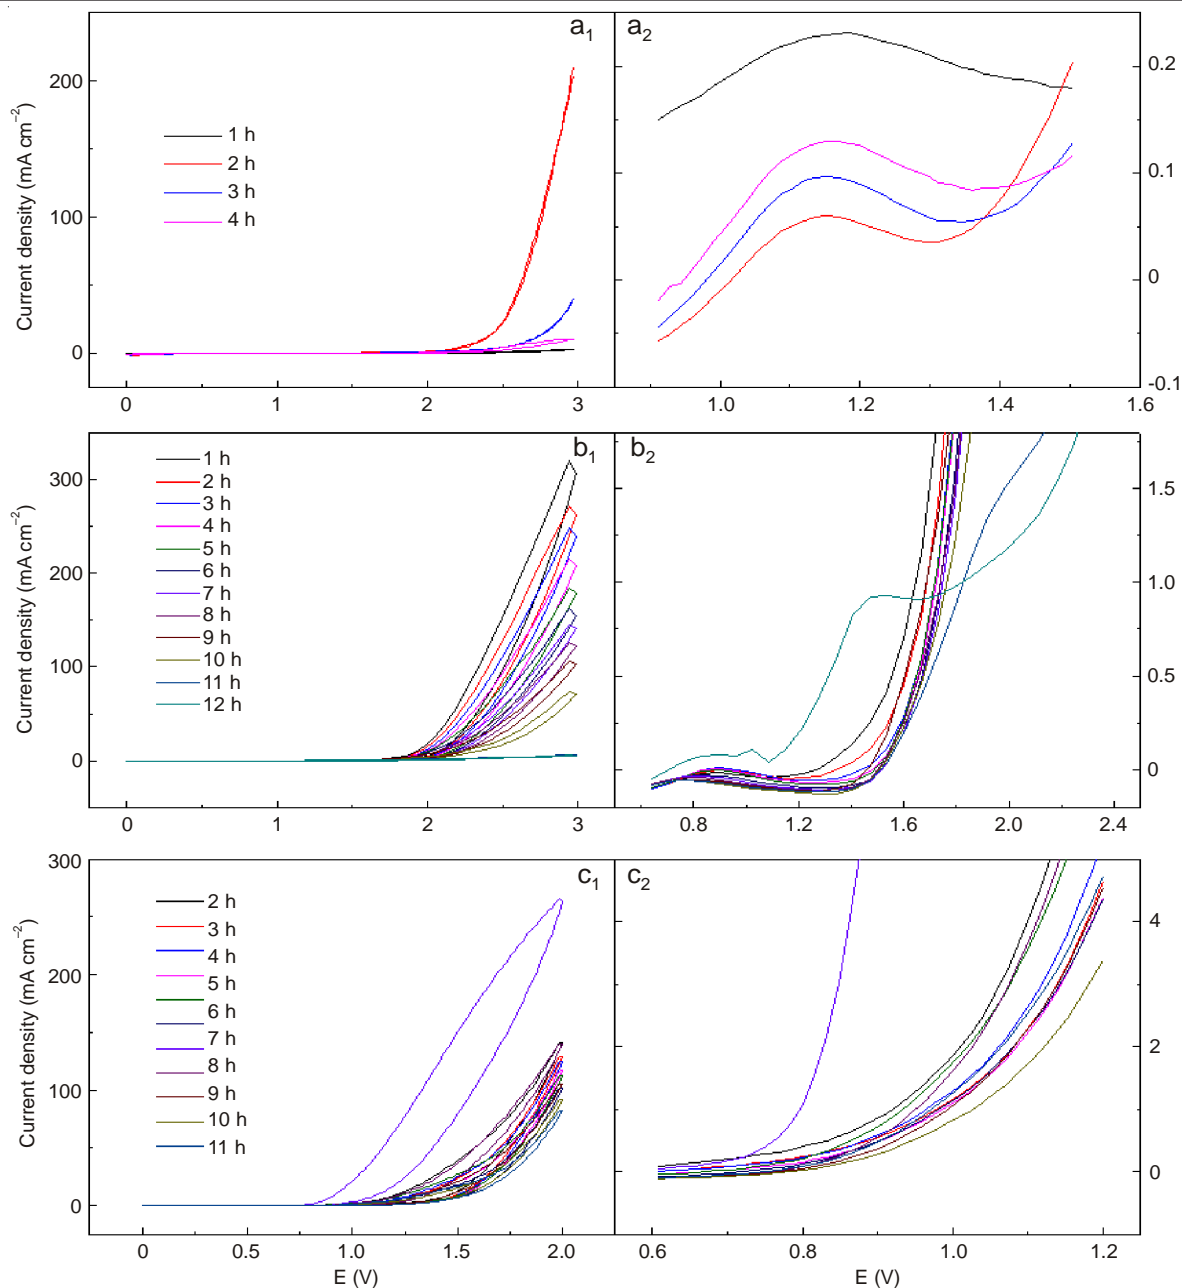 a1
a2
Current density (mA cm−2)
200
100
0
1 h
2 h
3 h
4 h
0.2
0.1
0
-0.1
0
1
2
3
1.0
1.2
1.4
1.6
b1
b2
Current density (mA cm−2)
300
200
100
0
1 h
2 h
3 h
4 h
5 h
6 h
7 h
8 h
9 h
10 h
11 h
12 h
1.5
1.0
0.5
0
0
1
2
3
0.8
1.2
1.6
2.0
2.4
c1
c2
Current density (mA cm−2)
300
200
100
0
2 h
3 h
4 h
5 h
6 h
7 h
8 h
9 h
10 h
11 h
4
2
0
0
0.5
1.0
1.5
2.0
0.6
0.8
1.0
1.2
E (V)
E (V)